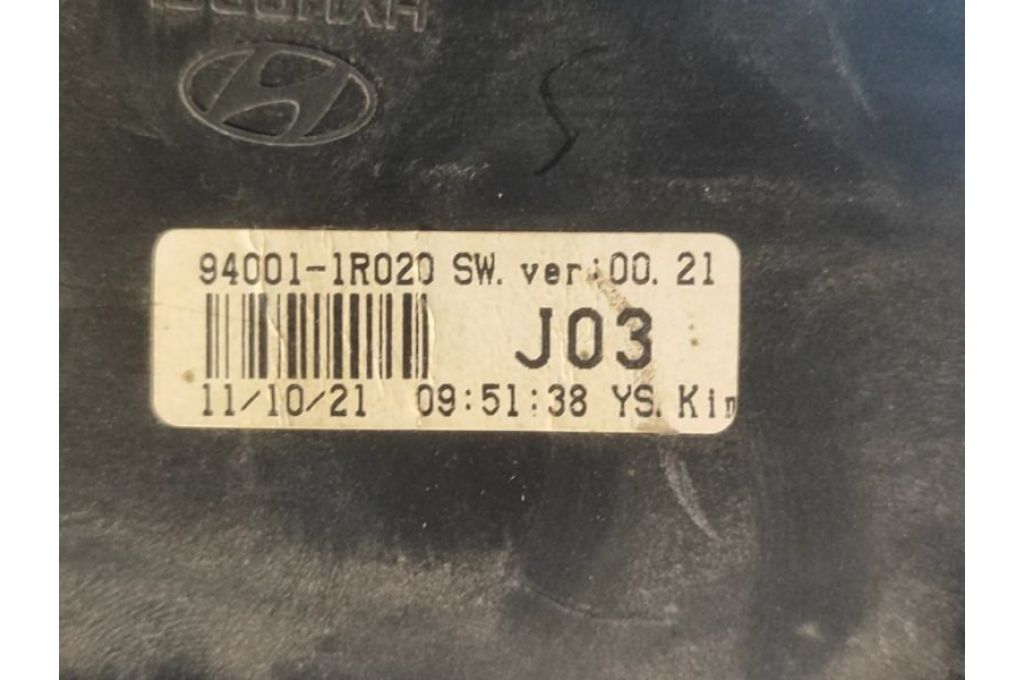 94001-1R020 SW. ver:00. 21
J03
11/10/21 09:51:38 YS.